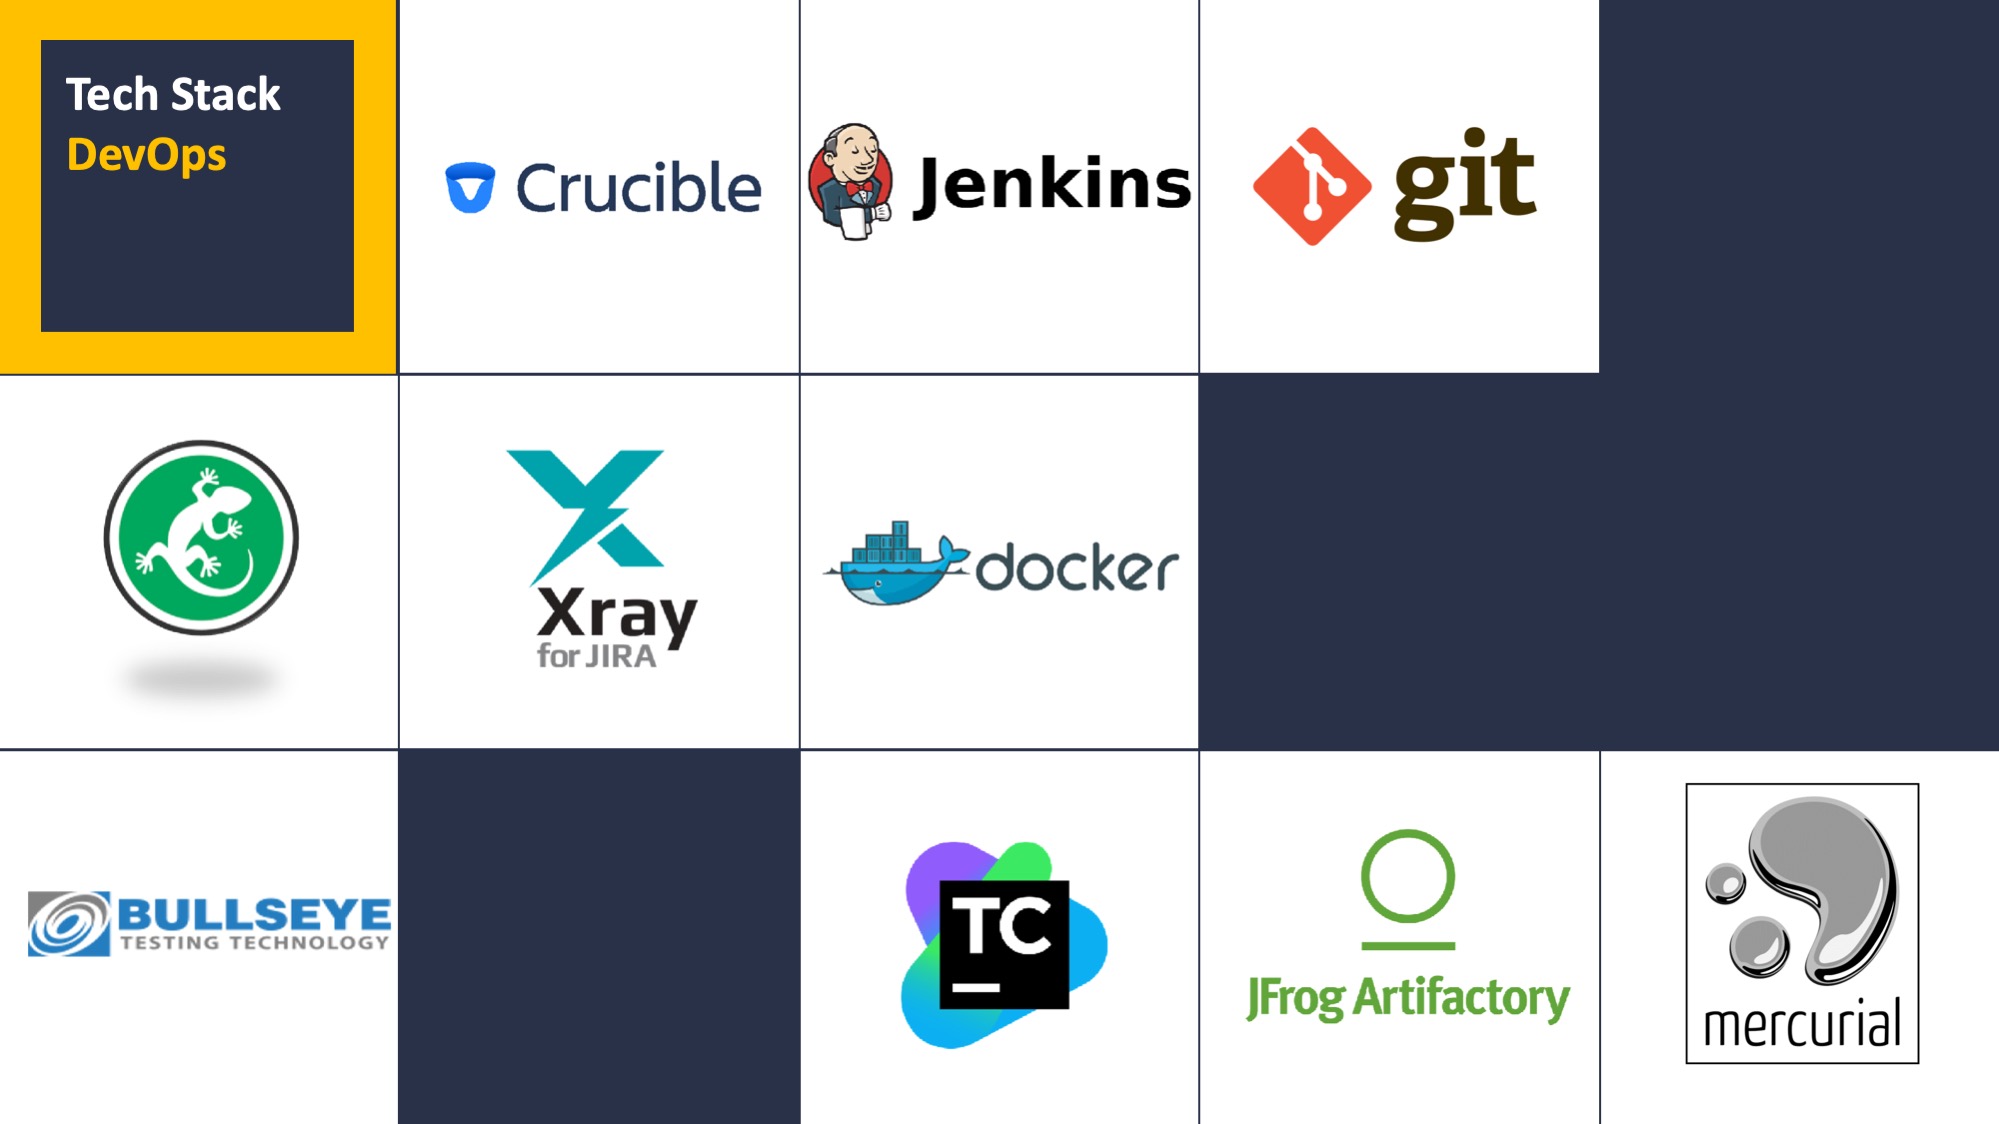 Tech Stack
DevOps
Crucible
Jenkins
git
Xray
for JIRA
docker
BULLSEYE
TESTING TECHNOLOGY
TC
JFrog Artifactory
mercurial